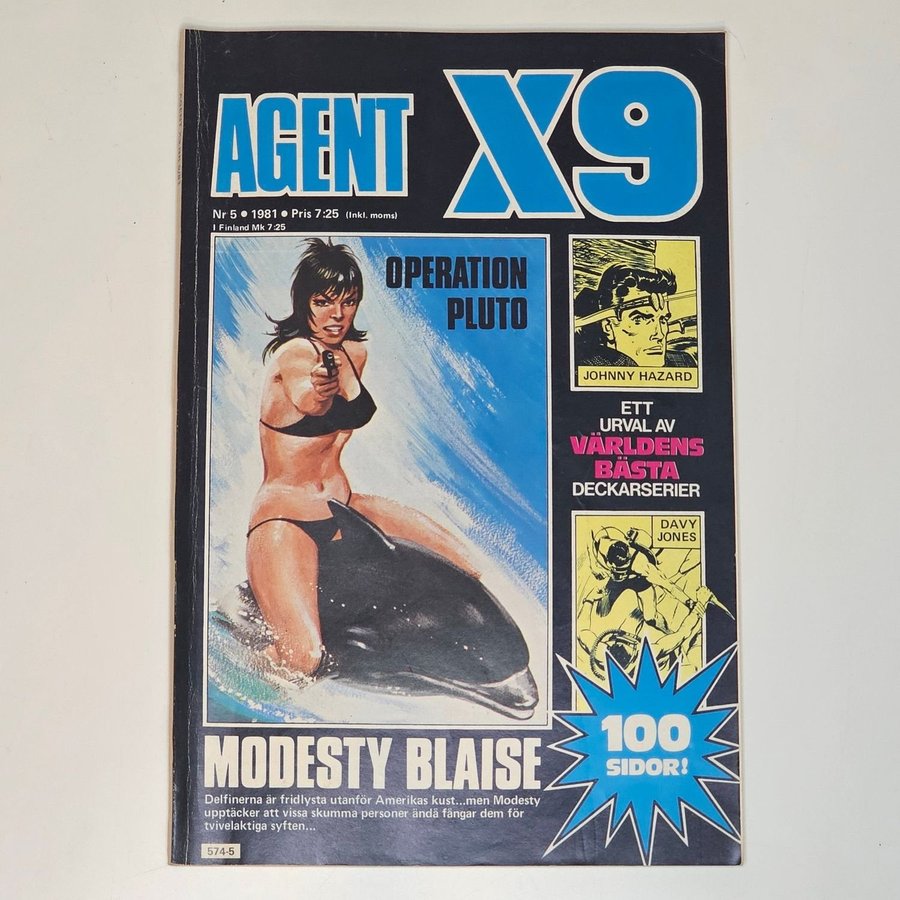 AGENT X9
Nr 5 • 1981 • Pris 7:25 (Inkl. moms)
I Finland Mk 7:25
OPERATION
PLUTO
JOHNNY HAZARD
ETT
URVAL AV
VÄRLDENS
BÄSTA
DECKARSERIER
DAVY
JONES
100
SIDOR!
MODESTY BLAISE
Delfinerna är fridlysta utanför Amerikas kust...men Modesty
upptäcker att vissa skumma personer ändå fångar dem för
tvivelaktiga syften...
574-5